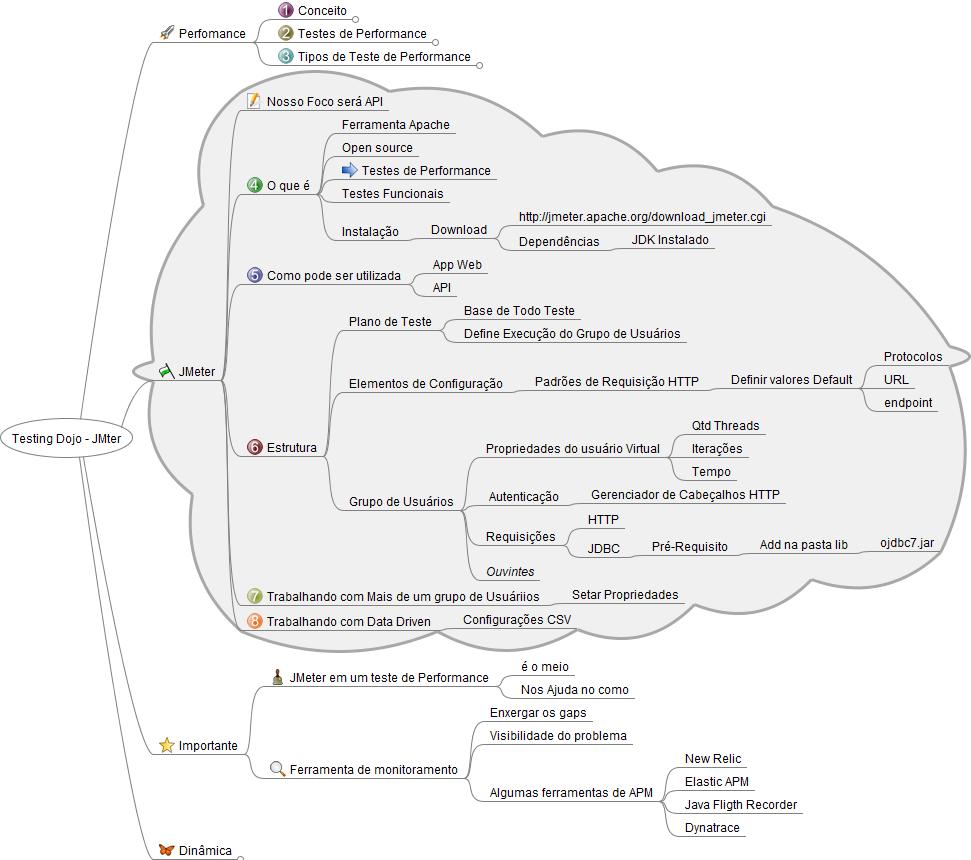 Testing Dojo - JMter
Perfomance
1 Conceito
2 Testes de Performance
3 Tipos de Teste de Performance
JMeter
Nosso Foco será API
4 O que é
Ferramenta Apache
Open source
Testes de Performance
Testes Funcionais
Instalação
Download
http://jmeter.apache.org/download_jmeter.cgi
Dependências
JDK Instalado
5 Como pode ser utilizada
App Web
API
6 Estrutura
Plano de Teste
Base de Todo Teste
Define Execução do Grupo de Usuários
Elementos de Configuração
Padrões de Requisição HTTP
Definir valores Default
Protocolos
URL
endpoint
Grupo de Usuários
Propriedades do usuário Virtual
Qtd Threads
Iterações
Tempo
Autenticação
Gerenciador de Cabeçalhos HTTP
Requisições
HTTP
JDBC
Pré-Requisito
Add na pasta lib
ojdbc7.jar
Ouvintes
7 Trabalhando com Mais de um grupo de Usuáriios
Setar Propriedades
8 Trabalhando com Data Driven
Configurações CSV
Importante
JMeter em um teste de Performance
é o meio
Nos Ajuda no como
Ferramenta de monitoramento
Enxergar os gaps
Visibilidade do problema
Algumas ferramentas de APM
New Relic
Elastic APM
Java Fligth Recorder
Dynatrace
Dinâmica